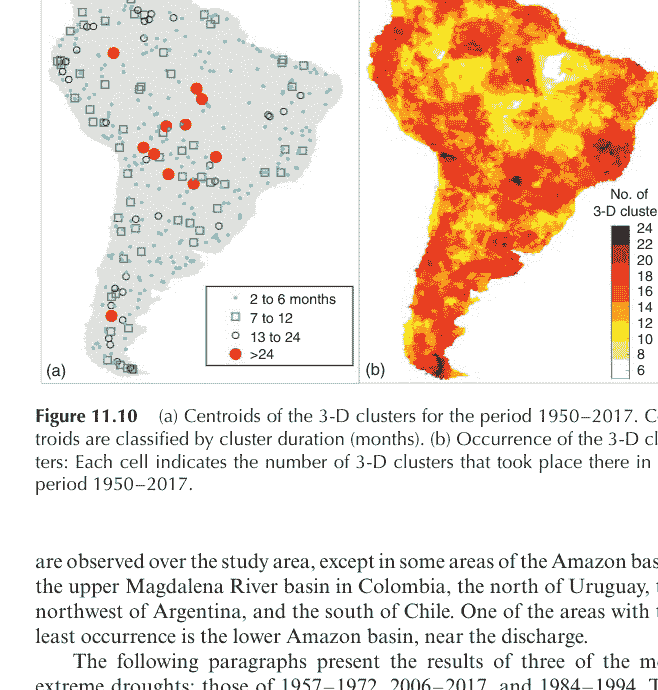 2 to 6 months
7 to 12
13 to 24
>24
(a)
No. of
3-D cluste
24
22
20
18
16
14
12
10
8
6
(b)
Figure 11.10 (a) Centroids of the 3-D clusters for the period 1950–2017. C
troids are classified by cluster duration (months). (b) Occurrence of the 3-D cl
ters: Each cell indicates the number of 3-D clusters that took place there in
period 1950–2017.
are observed over the study area, except in some areas of the Amazon bas
the upper Magdalena River basin in Colombia, the north of Uruguay,
northwest of Argentina, and the south of Chile. One of the areas with
least occurrence is the lower Amazon basin, near the discharge.
The following paragraphs present the results of three of the m
extreme droughts: those of 1957–1972, 2006–2017, and 1984–1994. T